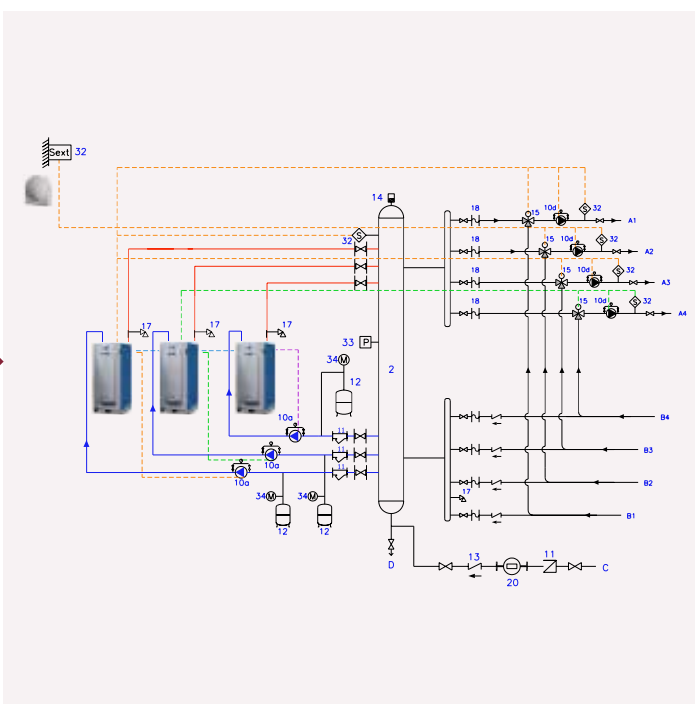 Sext 32
14
18 15 10d 32 A1
32
18 15 10d 32 A2
18 15 10d 32 A3
18 15 10d 32 A4
17 17 17
33 P
34 M
2
12
10a 11 B4
10a 11 B3
10a 11 B2
34 M 34 M 17
12 12 B1
D 13 20 11 C
S
S
S
S
S